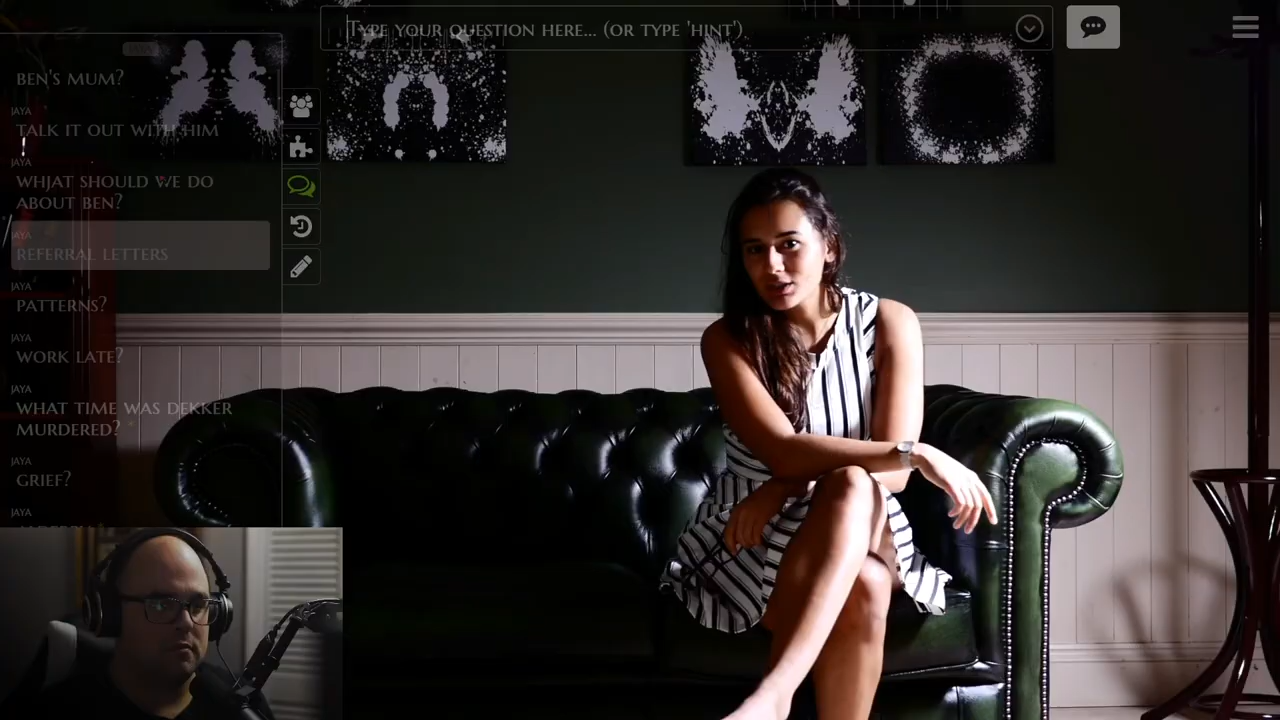 Type your question here... (or type 'hint')
JAYA
BEN'S MUM?
JAYA
TALK IT OUT WITH HIM
JAYA
WHJAT SHOULD WE DO
ABOUT BEN?
JAYA
REFERRAL LETTERS
JAYA
PATTERNS?
JAYA
WORK LATE?
JAYA
WHAT TIME WAS DEKKER
MURDERED?
JAYA
GRIEF?
JAYA